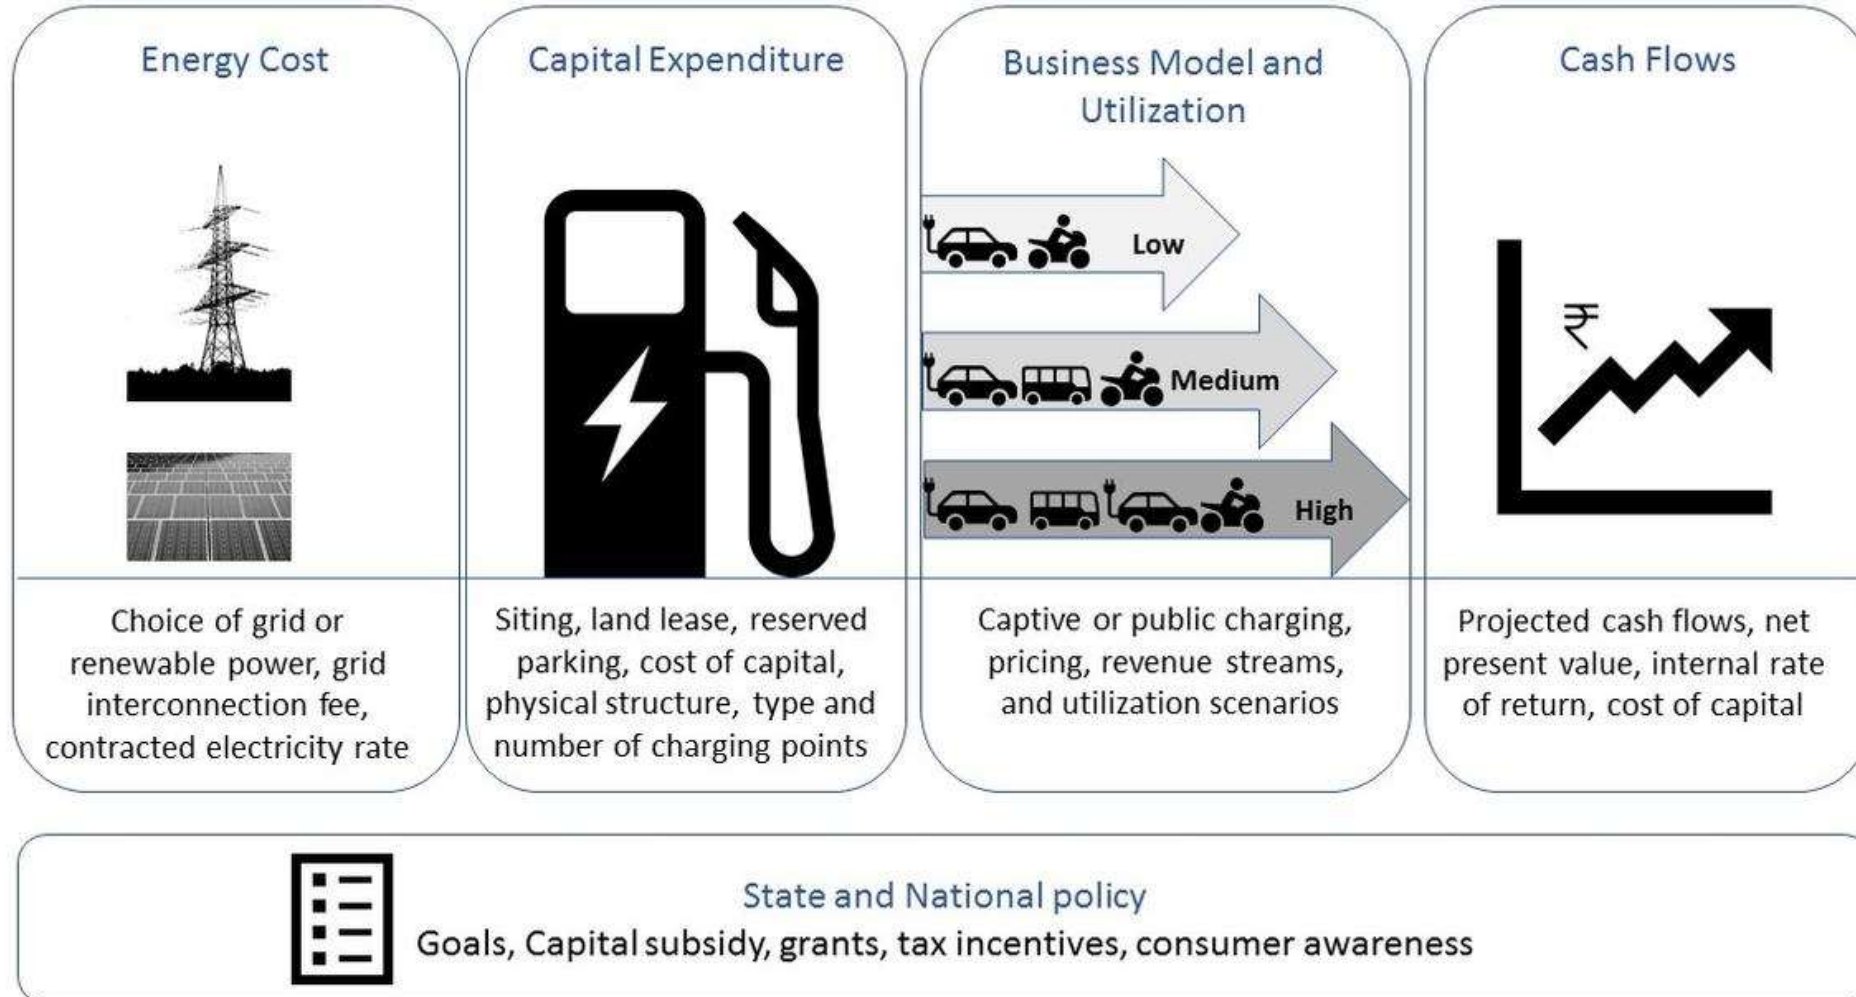 Energy Cost
Choice of grid or
renewable power, grid
interconnection fee,
contracted electricity rate
Capital Expenditure
Siting, land lease, reserved
parking, cost of capital,
physical structure, type and
number of charging points
Business Model and
Utilization
Low
Medium
High
Captive or public charging,
pricing, revenue streams,
and utilization scenarios
Cash Flows
₹
Projected cash flows, net
present value, internal rate
of return, cost of capital
State and National policy
Goals, Capital subsidy, grants, tax incentives, consumer awareness